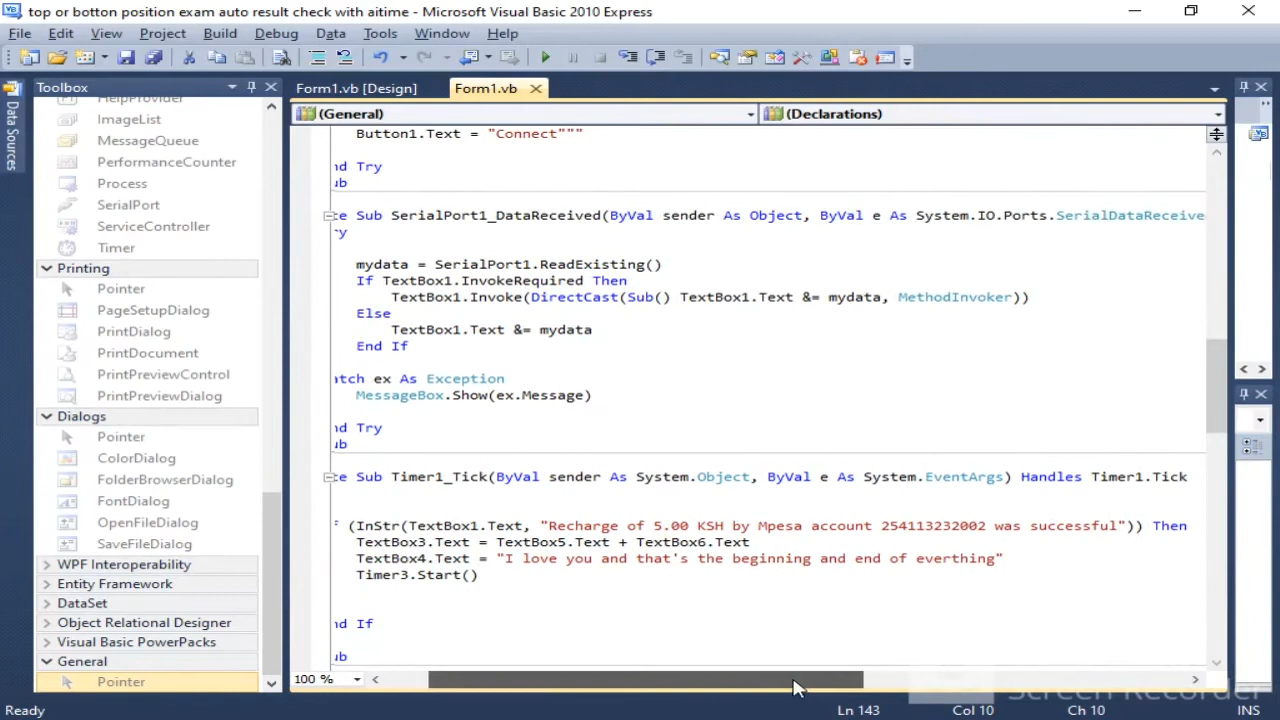 top or botton position exam auto result check with aitime - Microsoft Visual Basic 2010 Express
File Edit View Project Build Debug Data Tools Window Help
Data Sources
Toolbox
HelpProvider
ImageList
MessageQueue
PerformanceCounter
Process
SerialPort
ServiceController
Timer
Printing
Pointer
PageSetupDialog
PrintDialog
PrintDocument
PrintPreviewControl
PrintPreviewDialog
Dialogs
Pointer
ColorDialog
FolderBrowserDialog
FontDialog
OpenFileDialog
SaveFileDialog
WPF Interoperability
Entity Framework
DataSet
Object Relational Designer
Visual Basic PowerPacks
General
Pointer
Form1.vb [Design] Form1.vb
(General) (Declarations)
Button1.Text = "Connect"""
nd Try
ub
te Sub SerialPort1_DataReceived(ByVal sender As Object, ByVal e As System.IO.Ports.SerialDataReceive
ry
mydata = SerialPort1.ReadExisting()
If TextBox1.InvokeRequired Then
TextBox1.Invoke(DirectCast(Sub() TextBox1.Text &= mydata, MethodInvoker))
Else
TextBox1.Text &= mydata
End If
atch ex As Exception
MessageBox.Show(ex.Message)
nd Try
ub
te Sub Timer1_Tick(ByVal sender As System.Object, ByVal e As System.EventArgs) Handles Timer1.Tick
f (InStr(TextBox1.Text, "Recharge of 5.00 KSH by Mpesa account 254113232002 was successful")) Then
TextBox3.Text = TextBox5.Text + TextBox6.Text
TextBox4.Text = "I love you and that's the beginning and end of everthing"
Timer3.Start()
nd If
ub
100 %
Screen Recorder
Ready Ln 143 Col 10 Ch 10 INS